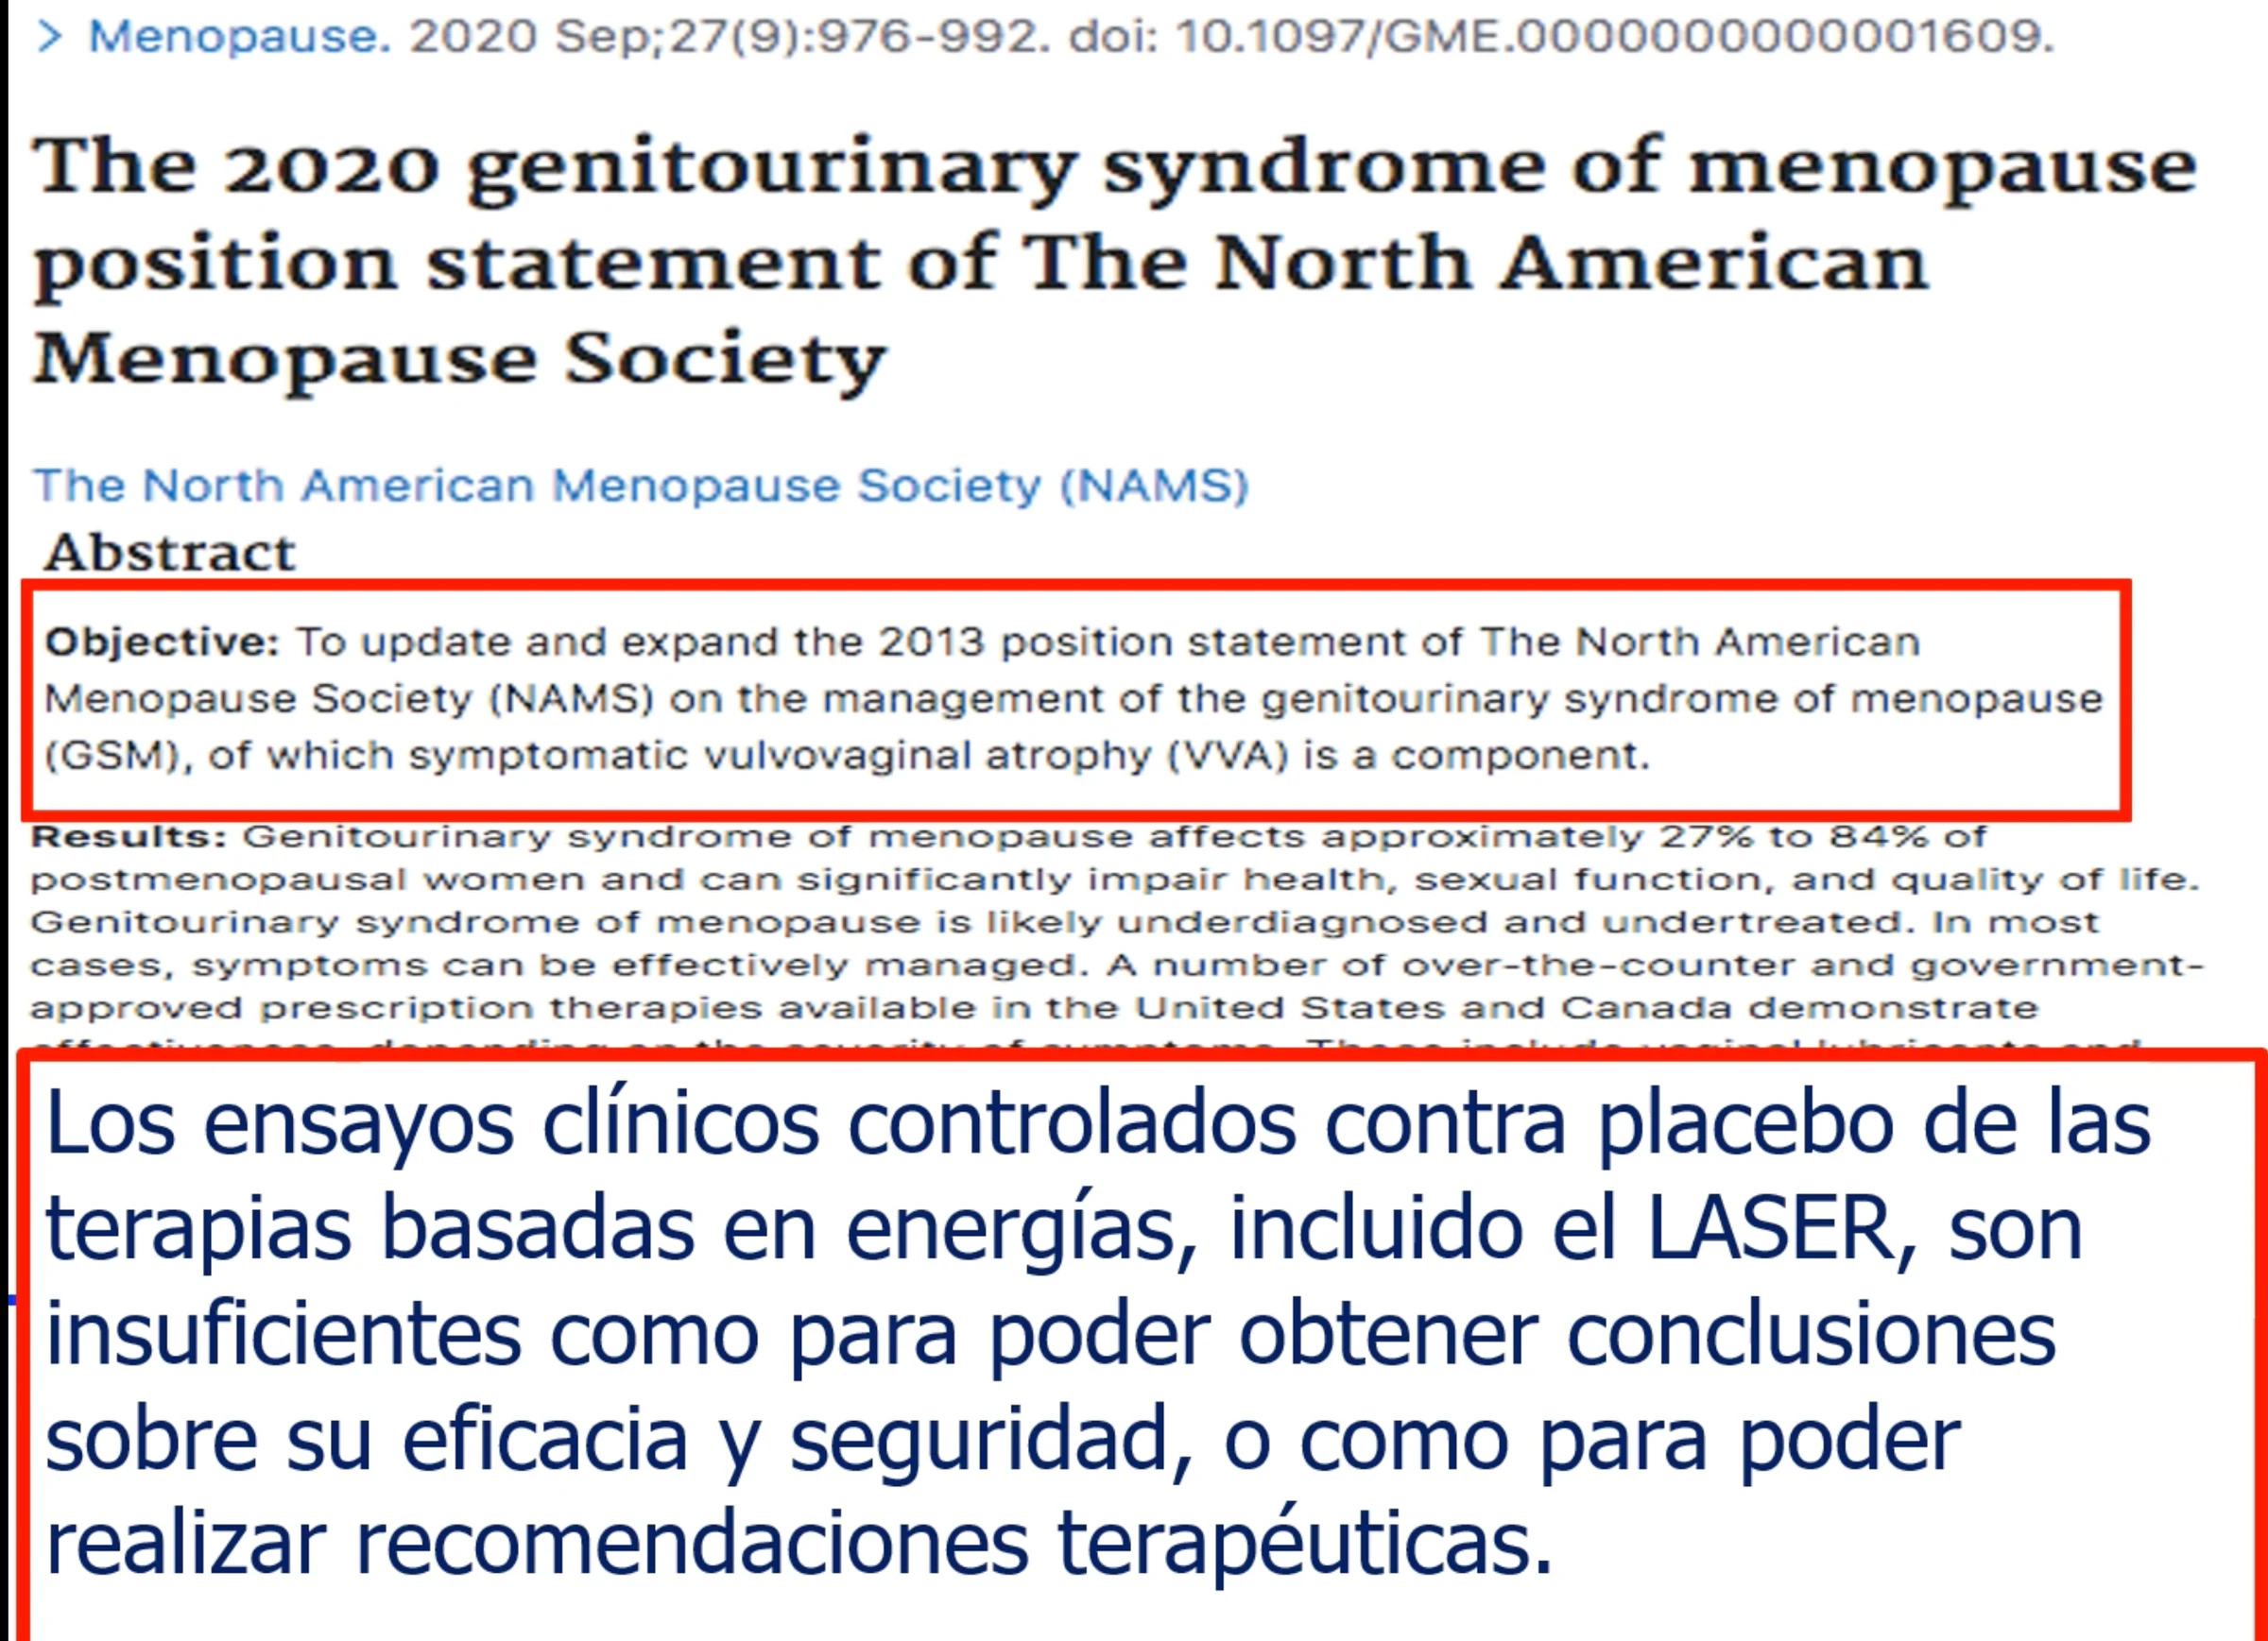 > Menopause. 2020 Sep;27(9):976-992. doi: 10.1097/GME.0000000000001609.
The 2020 genitourinary syndrome of menopause
position statement of The North American
Menopause Society
The North American Menopause Society (NAMS)
Abstract
Objective: To update and expand the 2013 position statement of The North American
Menopause Society (NAMS) on the management of the genitourinary syndrome of menopause
(GSM), of which symptomatic vulvovaginal atrophy (VVA) is a component.
Results: Genitourinary syndrome of menopause affects approximately 27% to 84% of
postmenopausal women and can significantly impair health, sexual function, and quality of life.
Genitourinary syndrome of menopause is likely underdiagnosed and undertreated. In most
cases, symptoms can be effectively managed. A number of over-the-counter and government-
approved prescription therapies available in the United States and Canada demonstrate
Los ensayos clínicos controlados contra placebo de las
terapias basadas en energías, incluido el LASER, son
insuficientes como para poder obtener conclusiones
sobre su eficacia y seguridad, o como para poder
realizar recomendaciones terapéuticas.